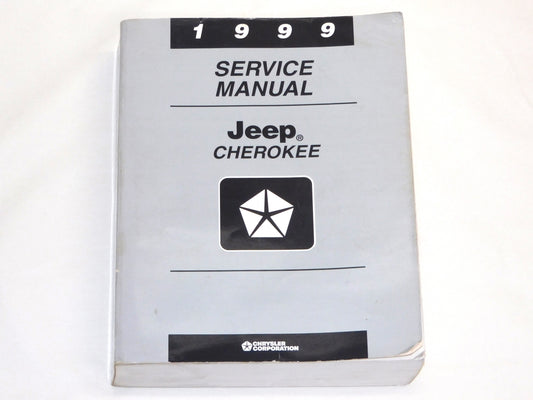 1 9 9 9
SERVICE
MANUAL
Jeep®
CHEROKEE
CHRYSLER
CORPORATION